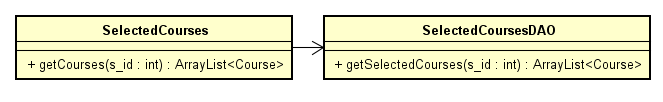 SelectedCourses
+ getCourses(s_id : int) : ArrayList<Course>
SelectedCoursesDAO
+ getSelectedCourses(s_id : int) : ArrayList<Course>